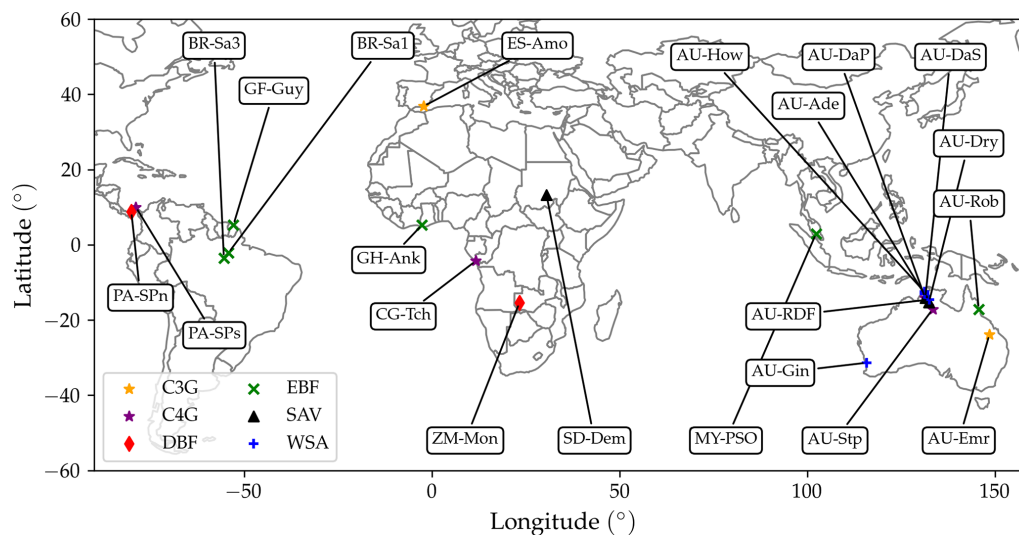 60
40
20
0
−20
−40
−60
Latitude (°)
BR-Sa3
BR-Sa1
ES-Amo
AU-How
AU-DaP
AU-DaS
GF-Guy
AU-Ade
AU-Dry
AU-Rob
GH-Ank
PA-SPn
CG-Tch
AU-RDF
PA-SPs
AU-Gin
ZM-Mon
SD-Dem
MY-PSO
AU-Stp
AU-Emr
C3G
C4G
DBF
EBF
SAV
WSA
−50
0
50
100
150
Longitude (°)